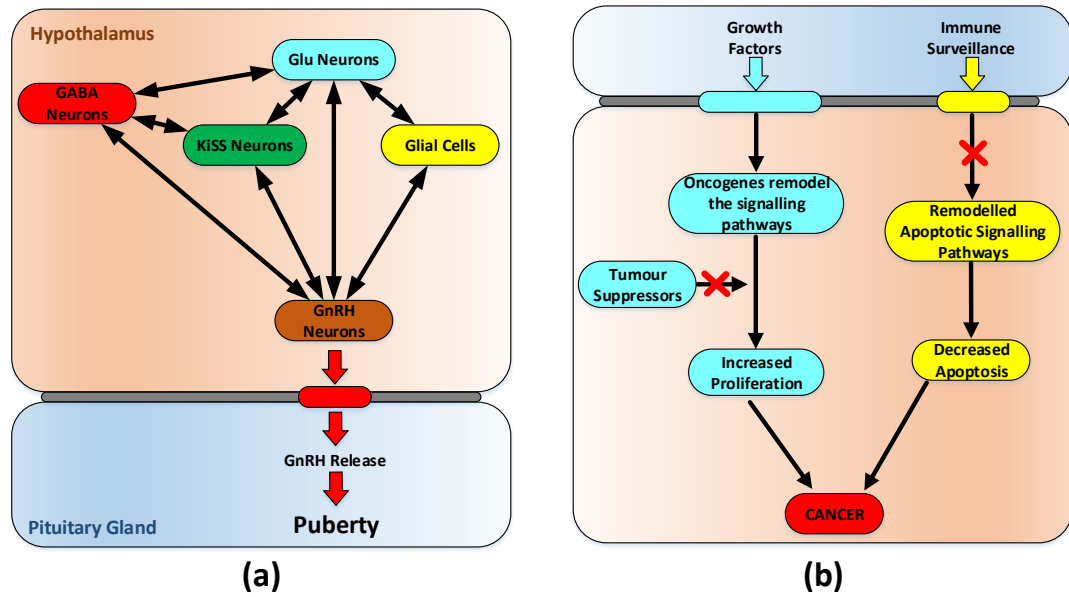 Hypothalamus
Glu Neurons
GABA
Neurons
KiSS Neurons
Glial Cells
GnRH
Neurons
GnRH Release
Puberty
Pituitary Gland
(a)
Growth
Factors
Immune
Surveillance
Oncogenes remodel
the signalling
pathways
Remodelled
Apoptotic Signalling
Pathways
Tumour
Suppressors
Increased
Proliferation
Decreased
Apoptosis
CANCER
(b)